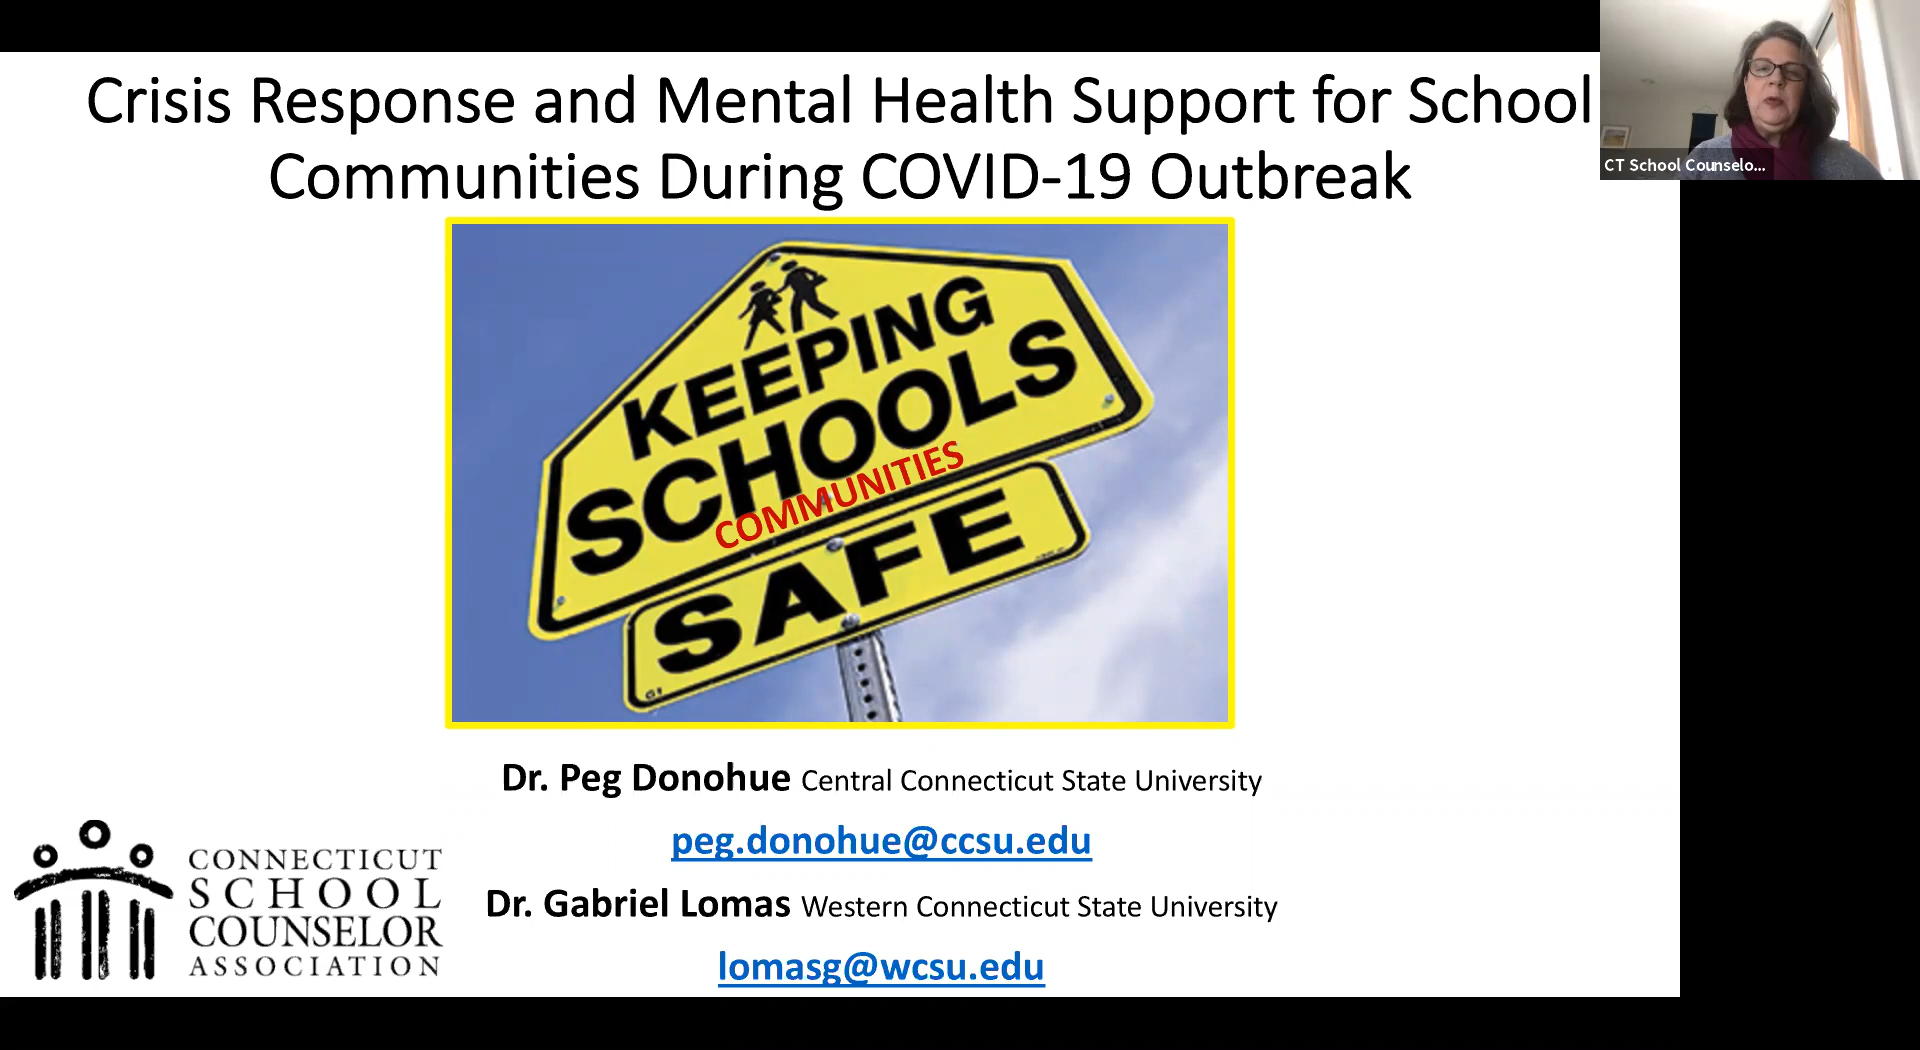 Crisis Response and Mental Health Support for School
Communities During COVID-19 Outbreak
CT School Counselo...
KEEPING
SCHOOLS
COMMUNITIES
SAFE
Dr. Peg Donohue Central Connecticut State University
peg.donohue@ccsu.edu
Dr. Gabriel Lomas Western Connecticut State University
lomasg@wcsu.edu
CONNECTICUT
SCHOOL
COUNSELOR
ASSOCIATION